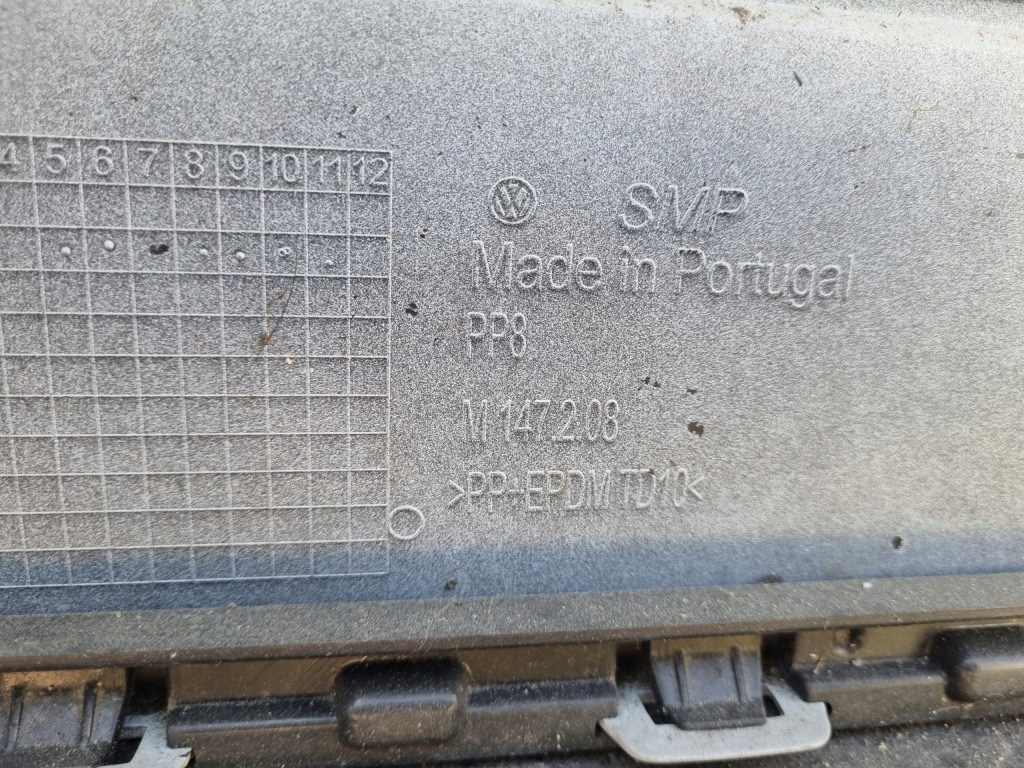 4 5 6 7 8 9 10 11 12
SMP
Made in Portugal
PP8
M 147.2.08
>PP+EPDM TD10<